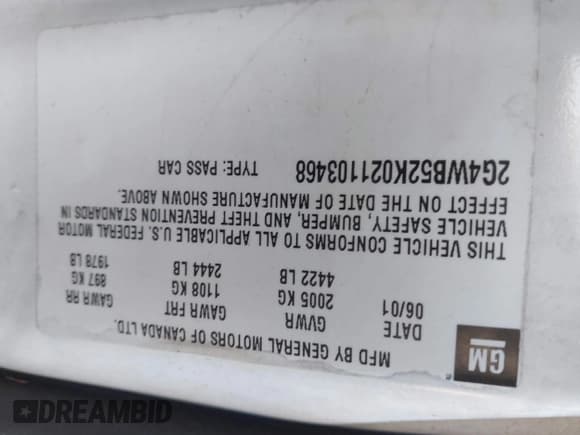 GM
MFD BY GENERAL MOTORS OF CANADA LTD.
DATE GVWR GAWR FRT GAWR RR
06/01 2005 KG 1108 KG 897 KG
4422 LB 2444 LB 1978 LB
THIS VEHICLE CONFORMS TO ALL APPLICABLE U.S. FEDERAL MOTOR
VEHICLE SAFETY, BUMPER, AND THEFT PREVENTION STANDARDS IN
EFFECT ON THE DATE OF MANUFACTURE SHOWN ABOVE.
2G4WB52K021103468 TYPE: PASS CAR
DREAMBID